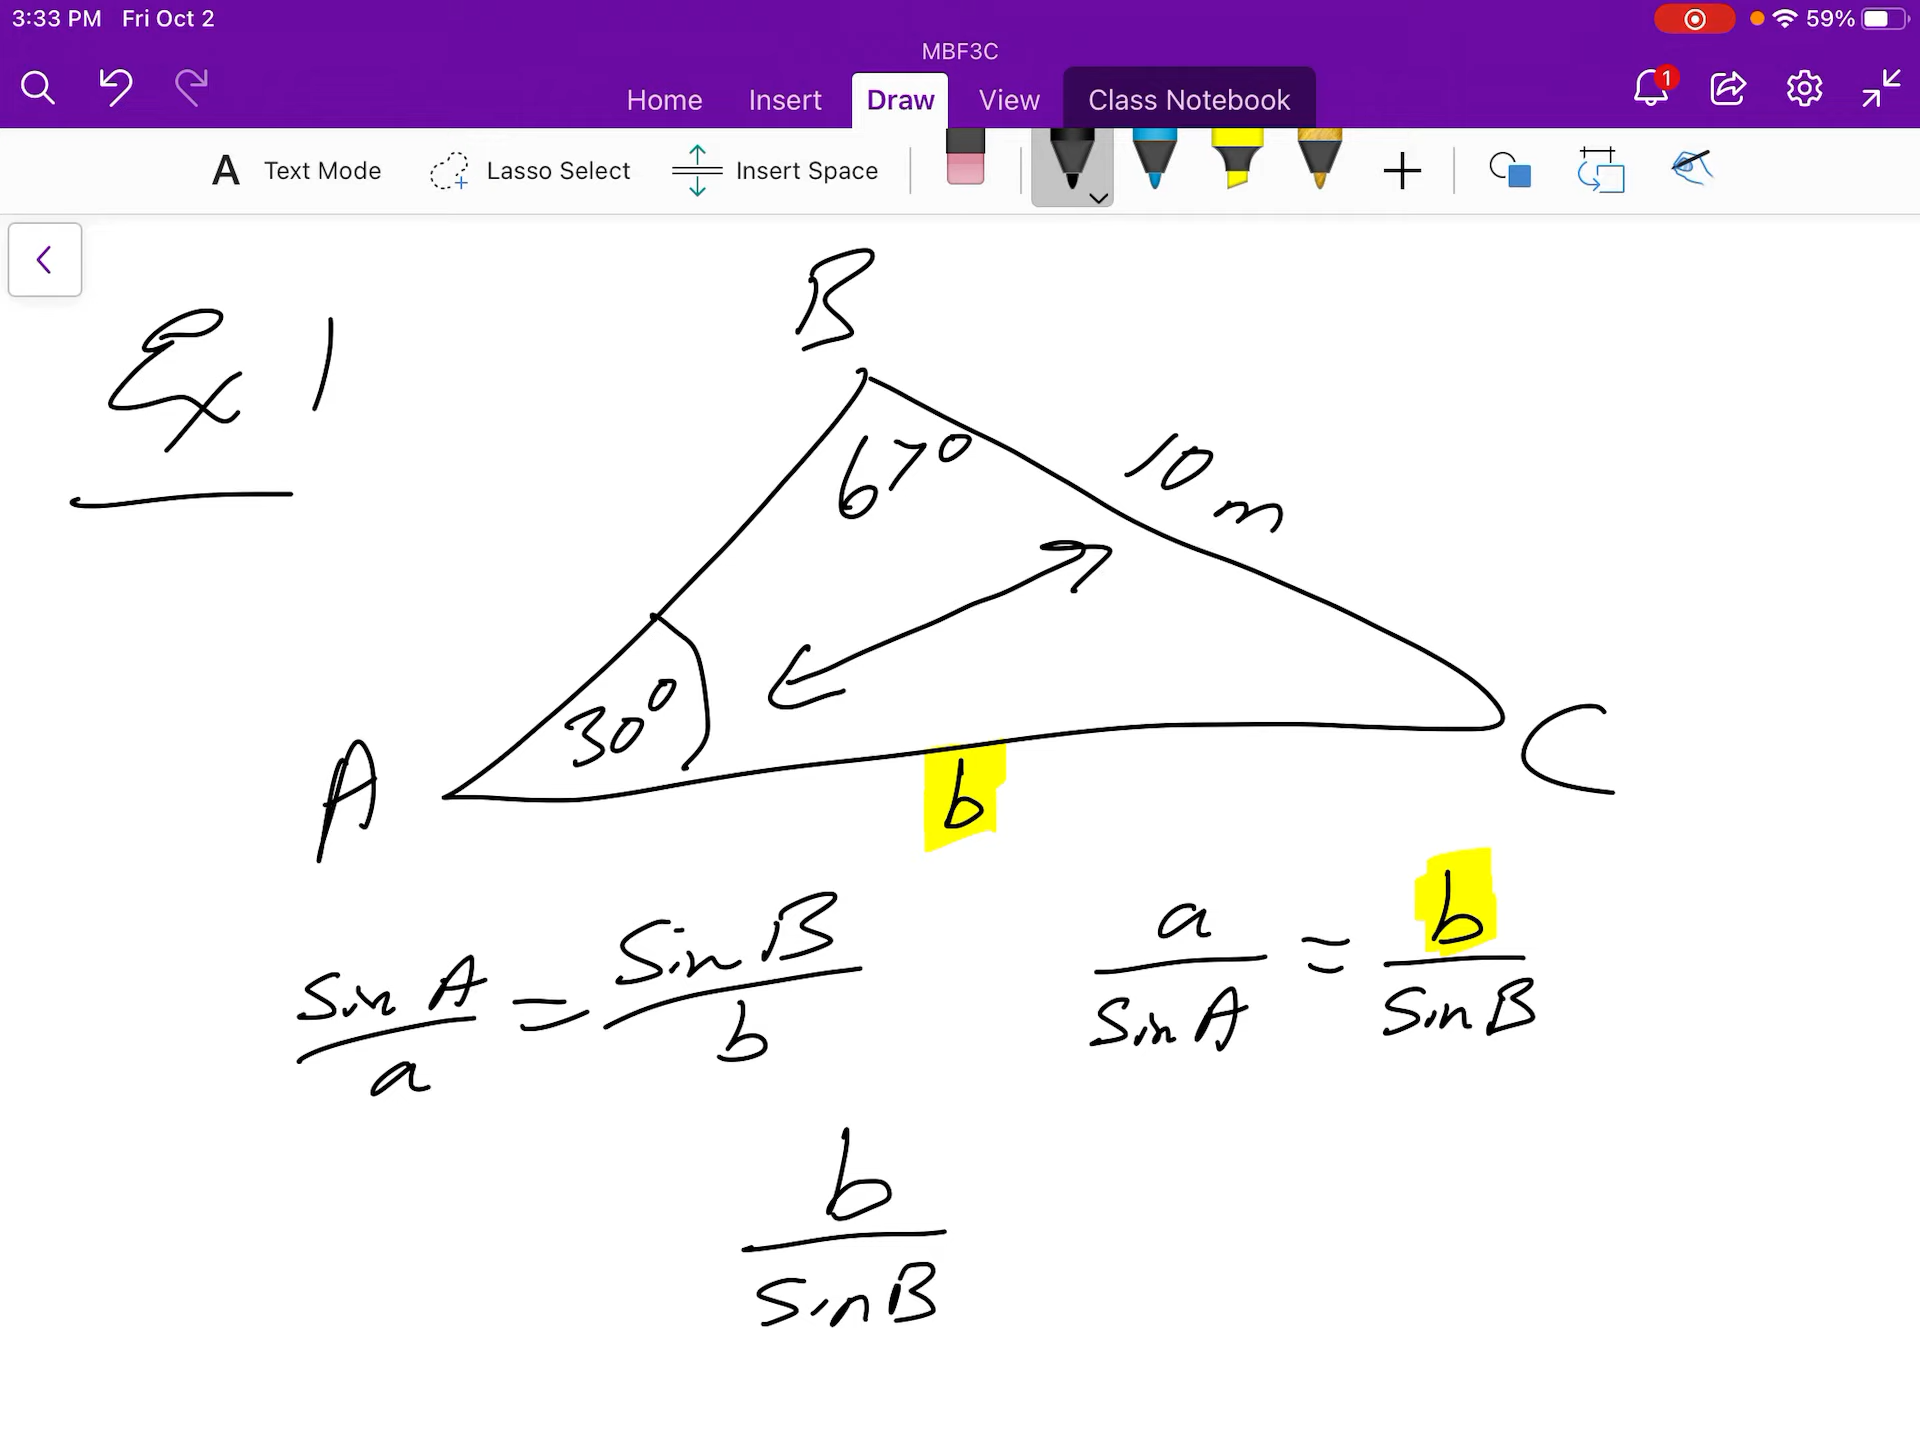 3:33 PM Fri Oct 2
59%
MBF3C
1
Home Insert Draw View Class Notebook
A Text Mode Lasso Select Insert Space
Ex 1
B
67°
10 m
30°
A
b
C
sin A / a = sin B / b
a / sin A = b / sin B
b / sin B